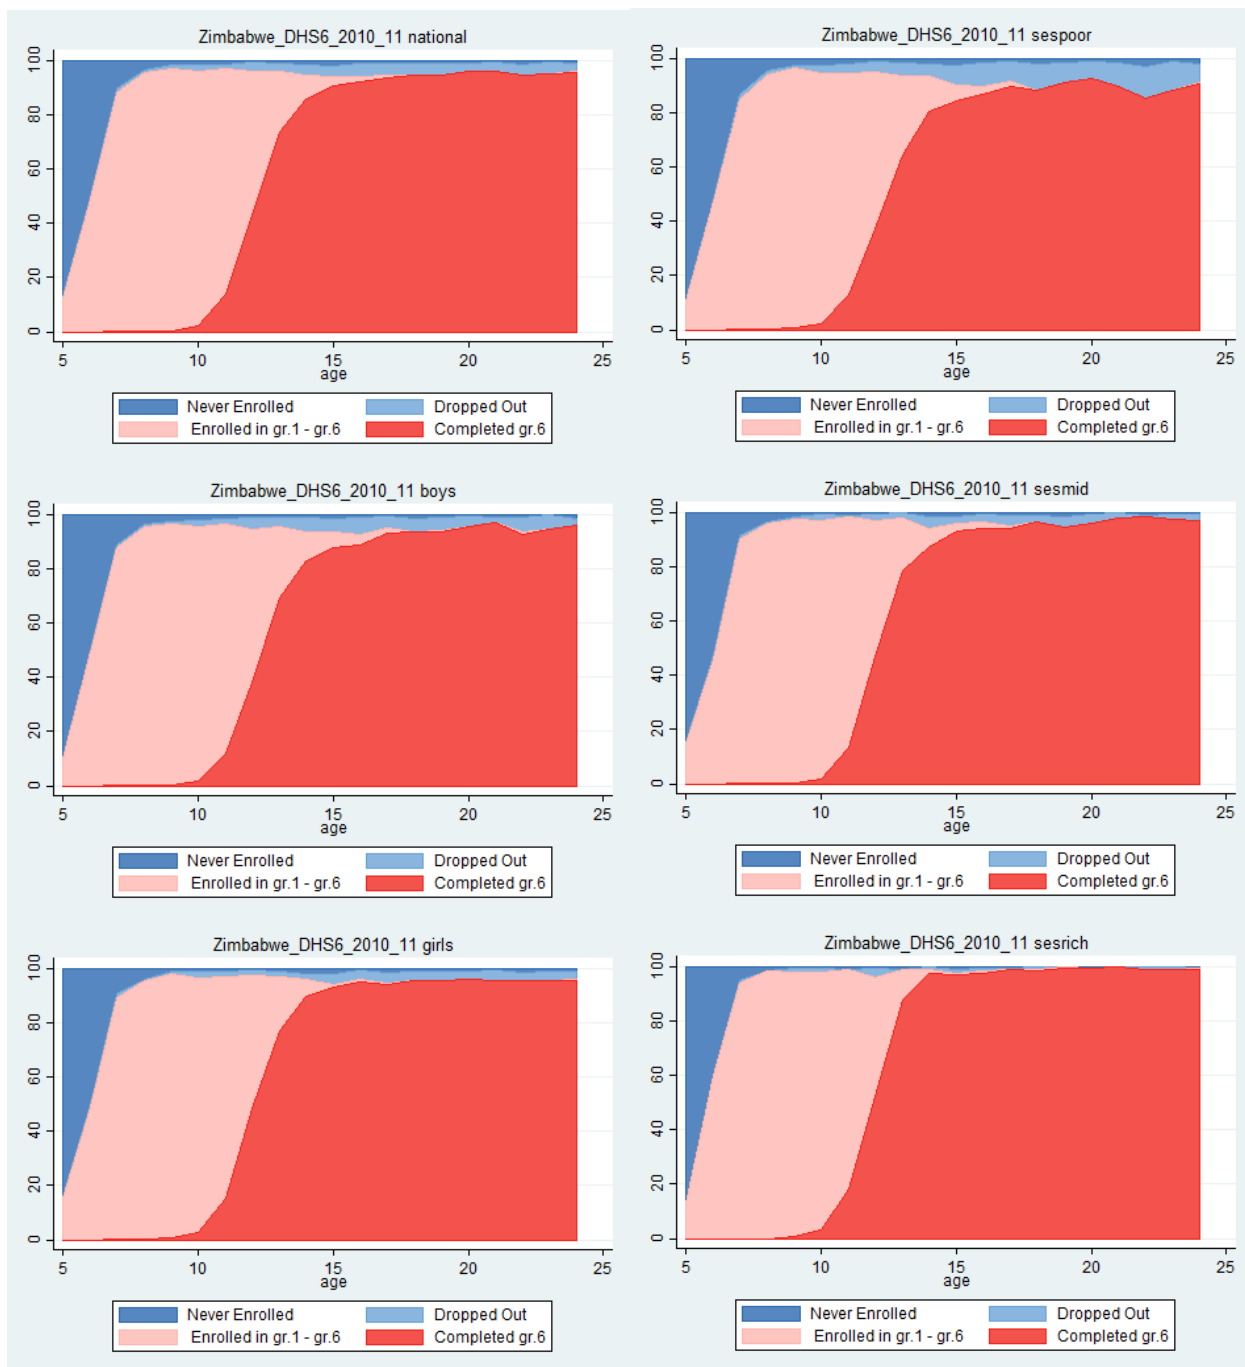 Zimbabwe_DHS6_2010_11 national
100
80
60
40
20
0
5 10 15 20 25
age
Never Enrolled Dropped Out
Enrolled in gr.1 - gr.6 Completed gr.6
Zimbabwe_DHS6_2010_11 sespoor
100
80
60
40
20
0
5 10 15 20 25
age
Never Enrolled Dropped Out
Enrolled in gr.1 - gr.6 Completed gr.6
Zimbabwe_DHS6_2010_11 boys
100
80
60
40
20
0
5 10 15 20 25
age
Never Enrolled Dropped Out
Enrolled in gr.1 - gr.6 Completed gr.6
Zimbabwe_DHS6_2010_11 sesmid
100
80
60
40
20
0
5 10 15 20 25
age
Never Enrolled Dropped Out
Enrolled in gr.1 - gr.6 Completed gr.6
Zimbabwe_DHS6_2010_11 girls
100
80
60
40
20
0
5 10 15 20 25
age
Never Enrolled Dropped Out
Enrolled in gr.1 - gr.6 Completed gr.6
Zimbabwe_DHS6_2010_11 sesrich
100
80
60
40
20
0
5 10 15 20 25
age
Never Enrolled Dropped Out
Enrolled in gr.1 - gr.6 Completed gr.6